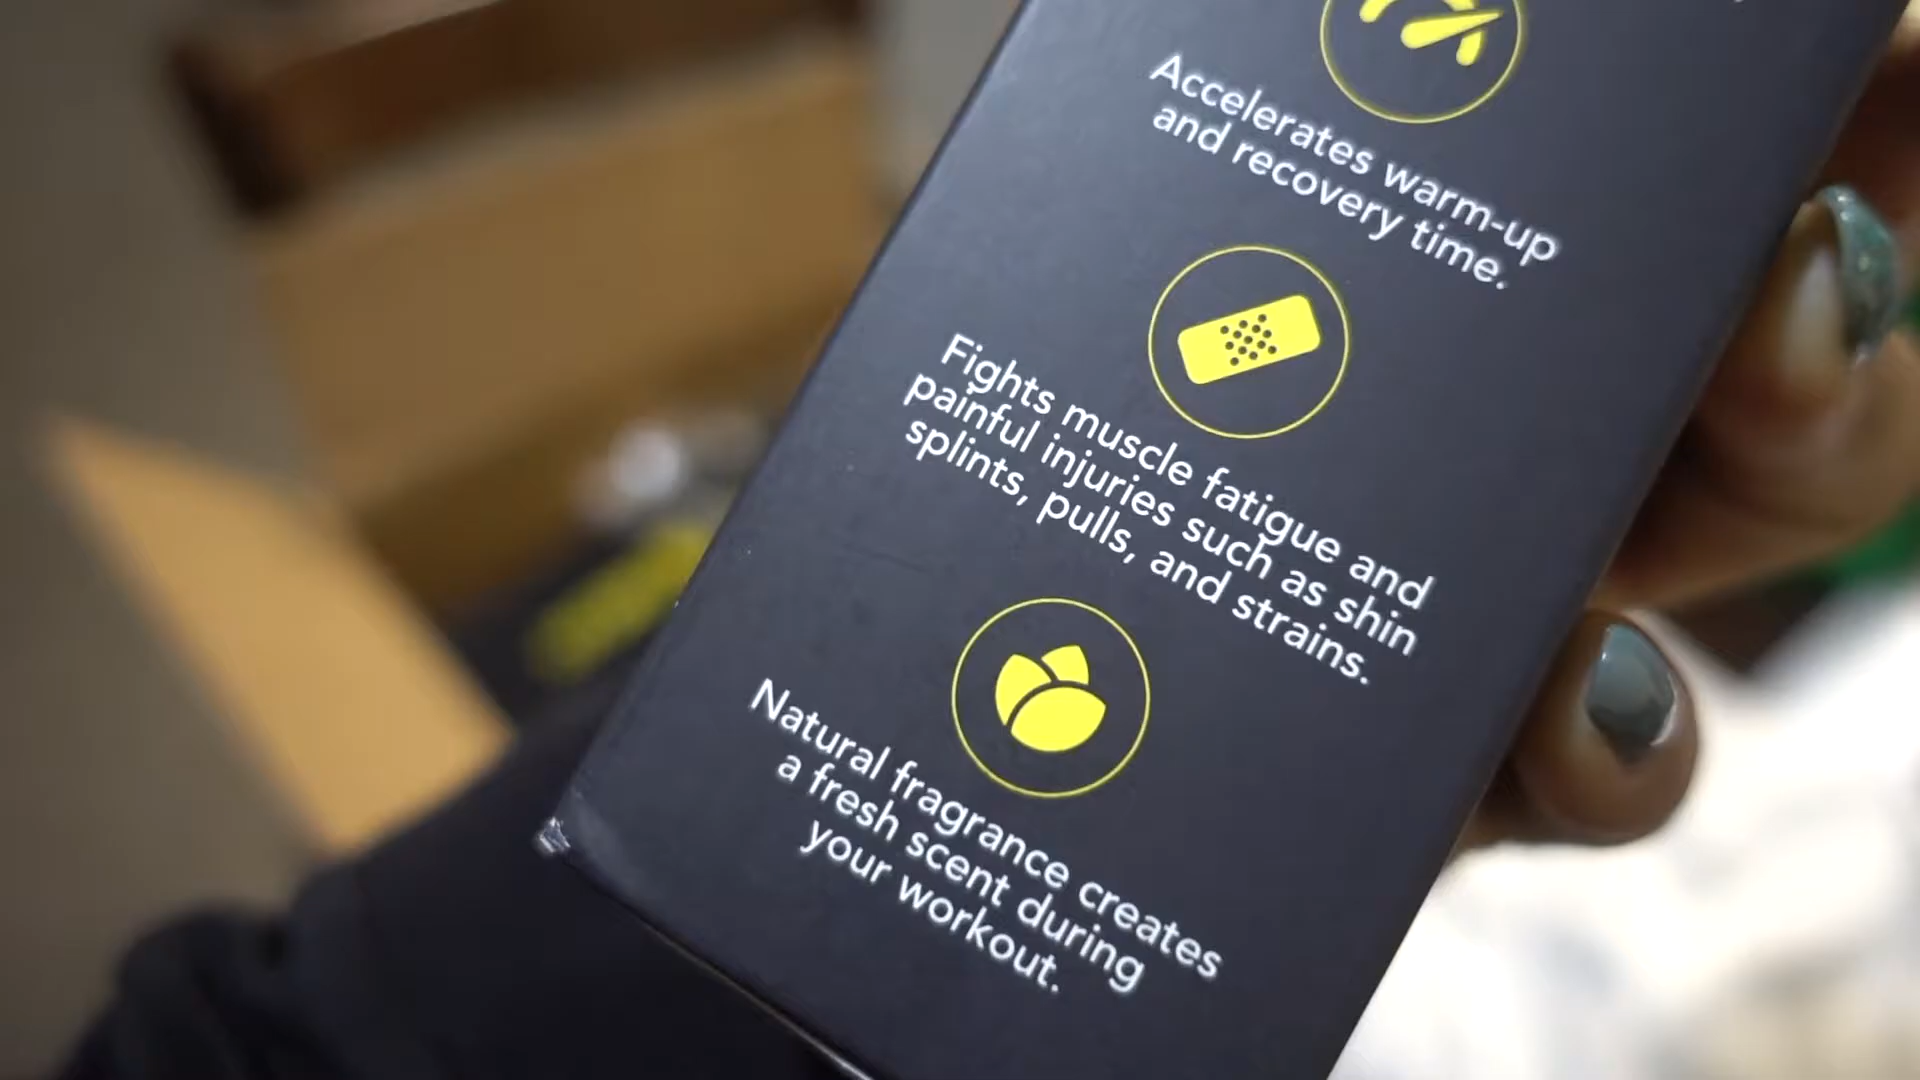 Accelerates warm-up
and recovery time.
Fights muscle fatigue and
painful injuries such as shin
splints, pulls, and strains.
Natural fragrance creates
a fresh scent during
your workout.